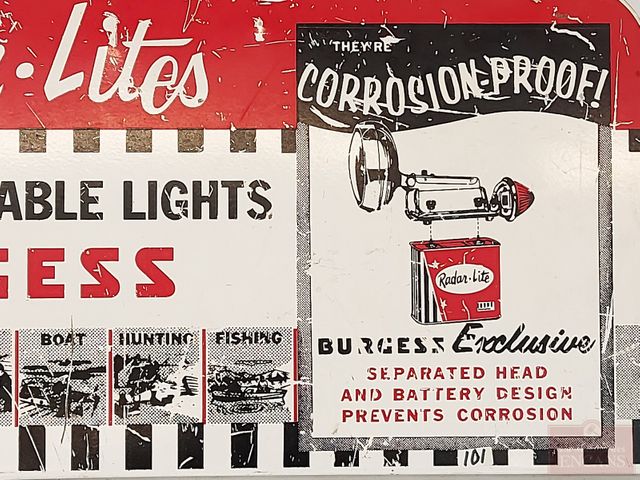 ·Lites
ABLE LIGHTS
GESS
BOAT
HUNTING
FISHING
THEY'RE
CORROSION-PROOF!
Radar·Lite
BURGESS Exclusive
SEPARATED HEAD
AND BATTERY DESIGN
PREVENTS CORROSION
101